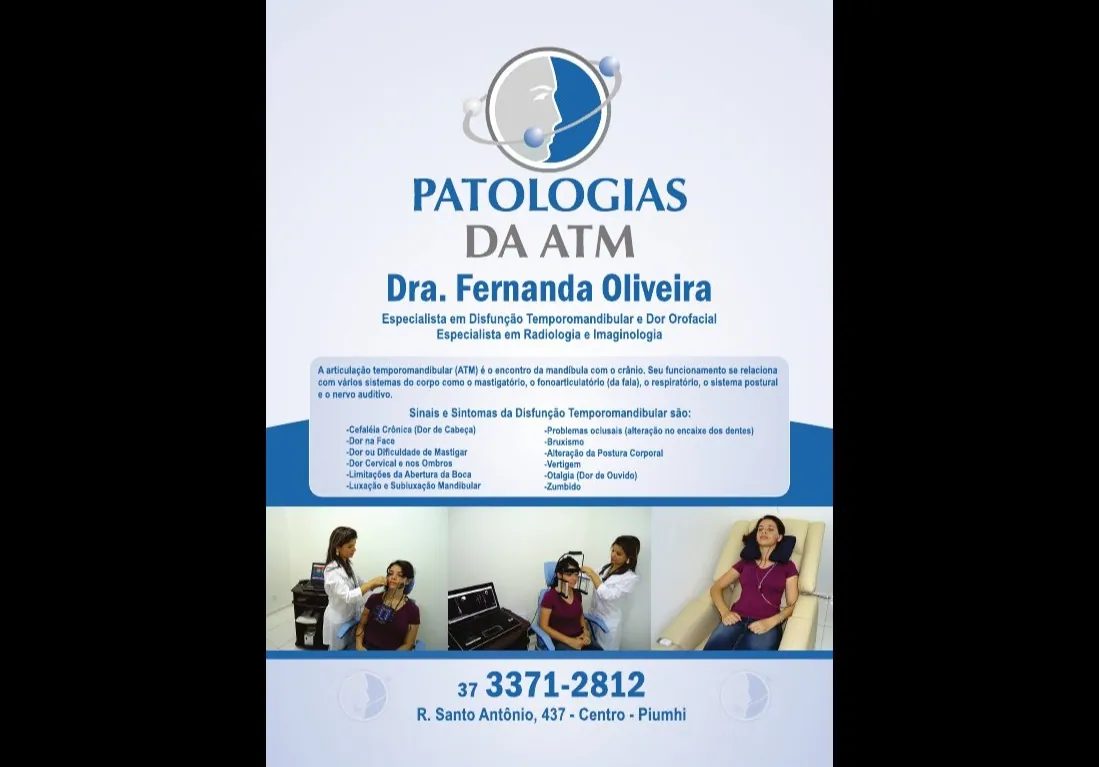 PATOLOGIAS
DA ATM
Dra. Fernanda Oliveira
Especialista em Disfunção Temporomandibular e Dor Orofacial
Especialista em Radiologia e Imaginologia
A articulação temporomandibular (ATM) é o encontro da mandíbula com o crânio. Seu funcionamento se relaciona
com vários sistemas do corpo como o mastigatório, o fonoarticulatório (da fala), o respiratório, o sistema postural
e o nervo auditivo.
Sinais e Sintomas da Disfunção Temporomandibular são:
-Cefaléia Crônica (Dor de Cabeça)
-Dor na Face
-Dor ou Dificuldade de Mastigar
-Dor Cervical e nos Ombros
-Limitações da Abertura da Boca
-Luxação e Subluxação Mandibular
-Problemas oclusais (alteração no encaixe dos dentes)
-Bruxismo
-Alteração da Postura Corporal
-Vertigem
-Otalgia (Dor de Ouvido)
-Zumbido
37 3371-2812
R. Santo Antônio, 437 - Centro - Piumhi